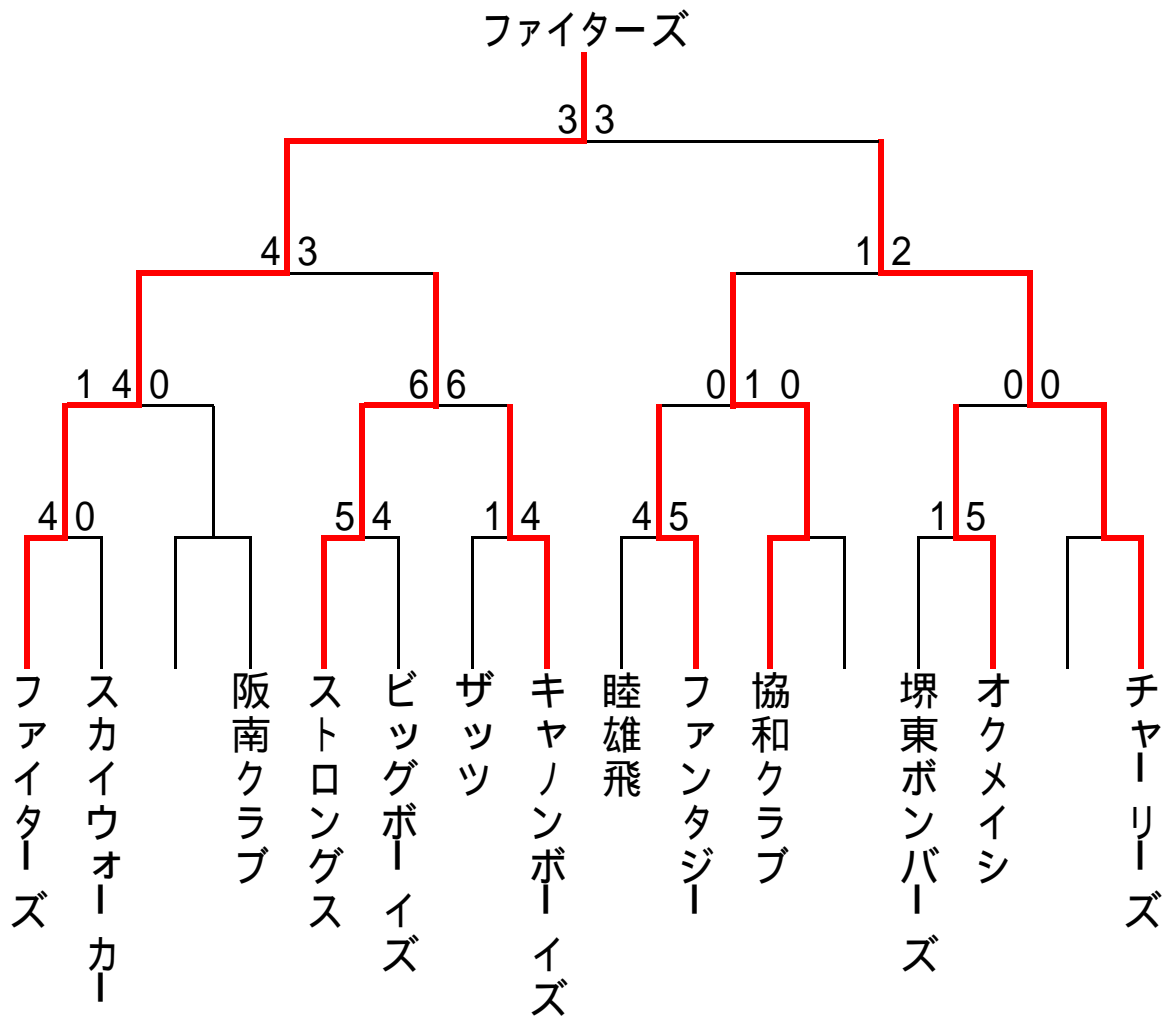 ファイターズ
3 3
4 3
1 2
1 4 0
6 6
0 1 0
0 0
4 0
5 4
1 4
4 5
1 5
ファイターズ
スカイウォーカー
阪南クラブ
ストロングス
ビッグボーイズ
ザッツ
キャノンボーイズ
睦雄飛
ファンタジー
協和クラブ
堺東ボンバーズ
オクメイシ
チャーリーズ